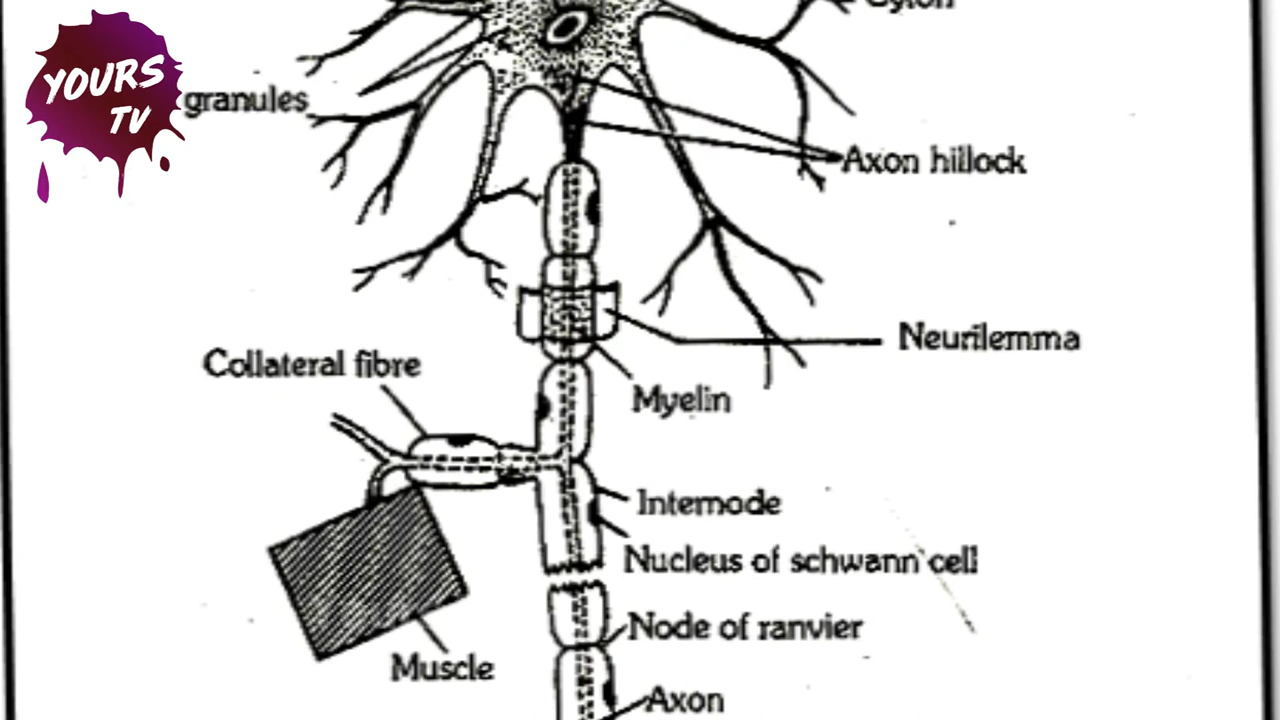 Cyton
YOURS
TV
granules
Axon hillock
Neurilemma
Collateral fibre
Myelin
Internode
Nucleus of schwann cell
Node of ranvier
Muscle
Axon